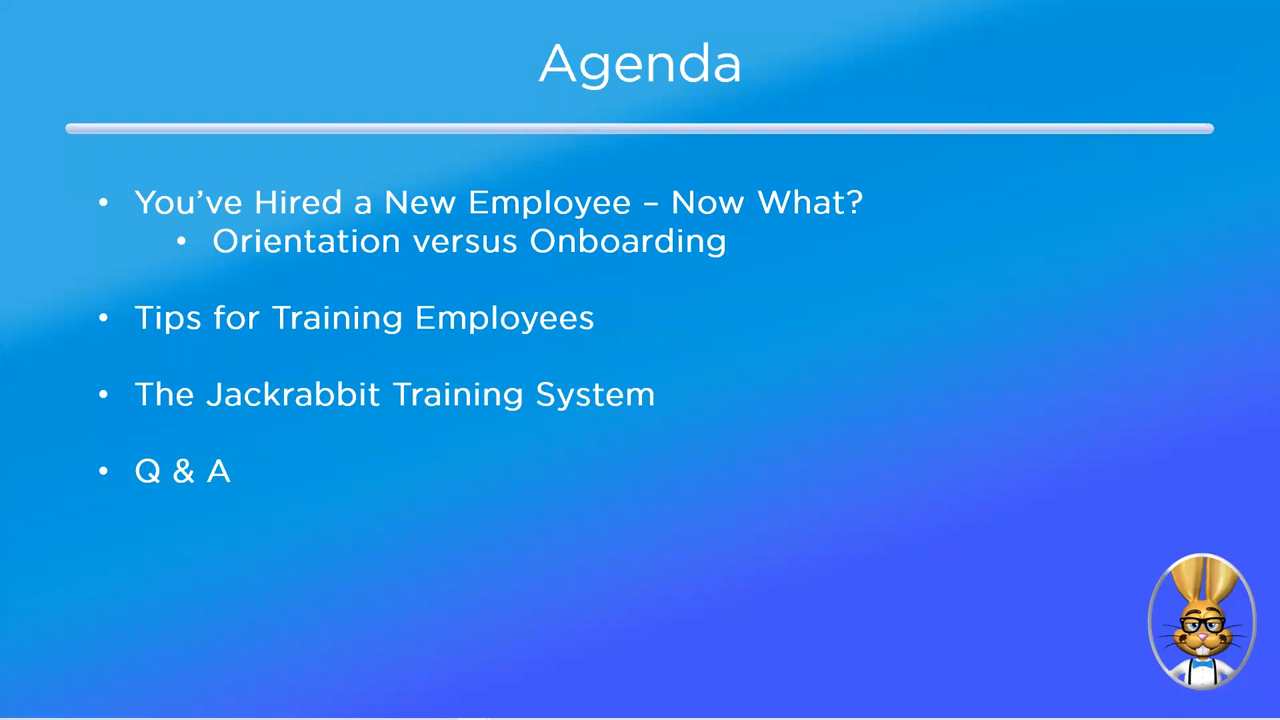 Agenda
• You’ve Hired a New Employee – Now What?
• Orientation versus Onboarding
• Tips for Training Employees
• The Jackrabbit Training System
• Q & A